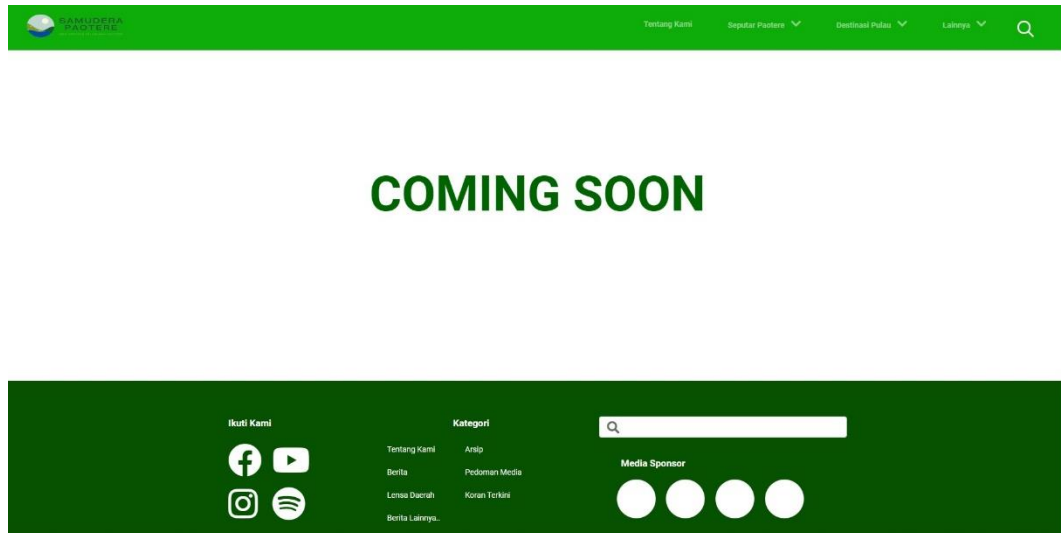 SAMUDERA
PAOTERE
Tentang Kami Seputar Paotere Destinasi Pulau Lainnya
COMING SOON
Ikuti Kami
Kategori
Tentang Kami Arsip
Berita Pedoman Media
Lensa Daerah Koran Terkini
Berita Lainnya..
Media Sponsor